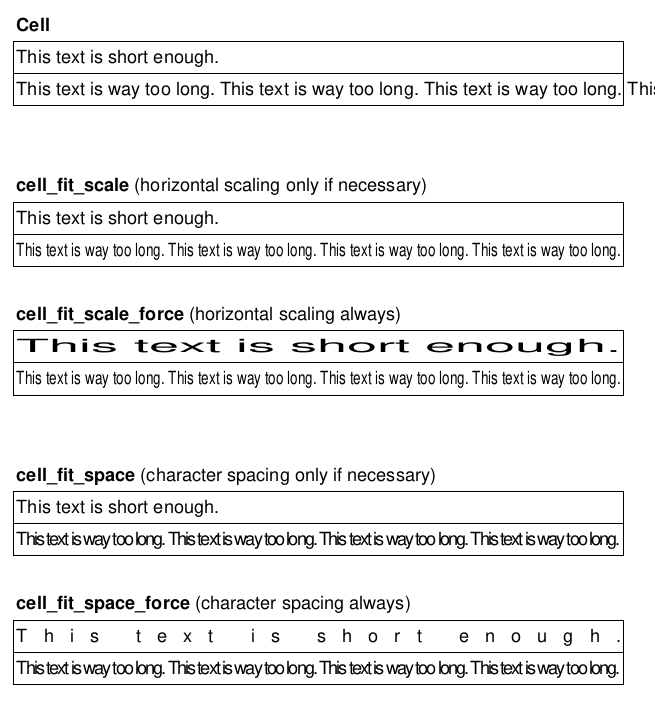 Cell
This text is short enough.
This text is way too long. This text is way too long. This text is way too long. This
cell_fit_scale (horizontal scaling only if necessary)
This text is short enough.
This text is way too long. This text is way too long. This text is way too long. This text is way too long.
cell_fit_scale_force (horizontal scaling always)
This text is short enough.
This text is way too long. This text is way too long. This text is way too long. This text is way too long.
cell_fit_space (character spacing only if necessary)
This text is short enough.
This text is way too long. This text is way too long. This text is way too long. This text is way too long.
cell_fit_space_force (character spacing always)
This text is short enough.
This text is way too long. This text is way too long. This text is way too long. This text is way too long.